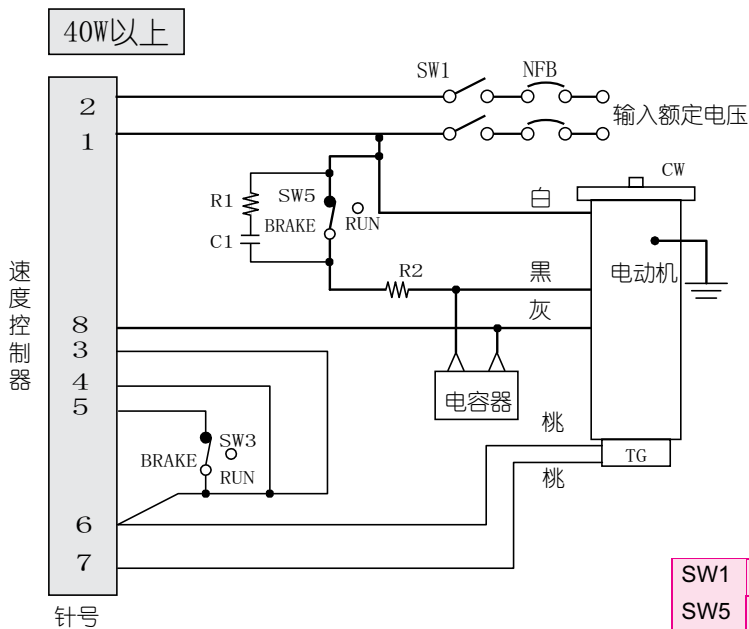 40W以上
SW1
NFB
2
1
输入额定电压
CW
R1
SW5
BRAKE
RUN
C1
白
R2
黑
电动机
灰
速度控制器
8
3
4
5
电容器
SW3
BRAKE
RUN
桃
TG
桃
6
7
针号
SW1
SW5